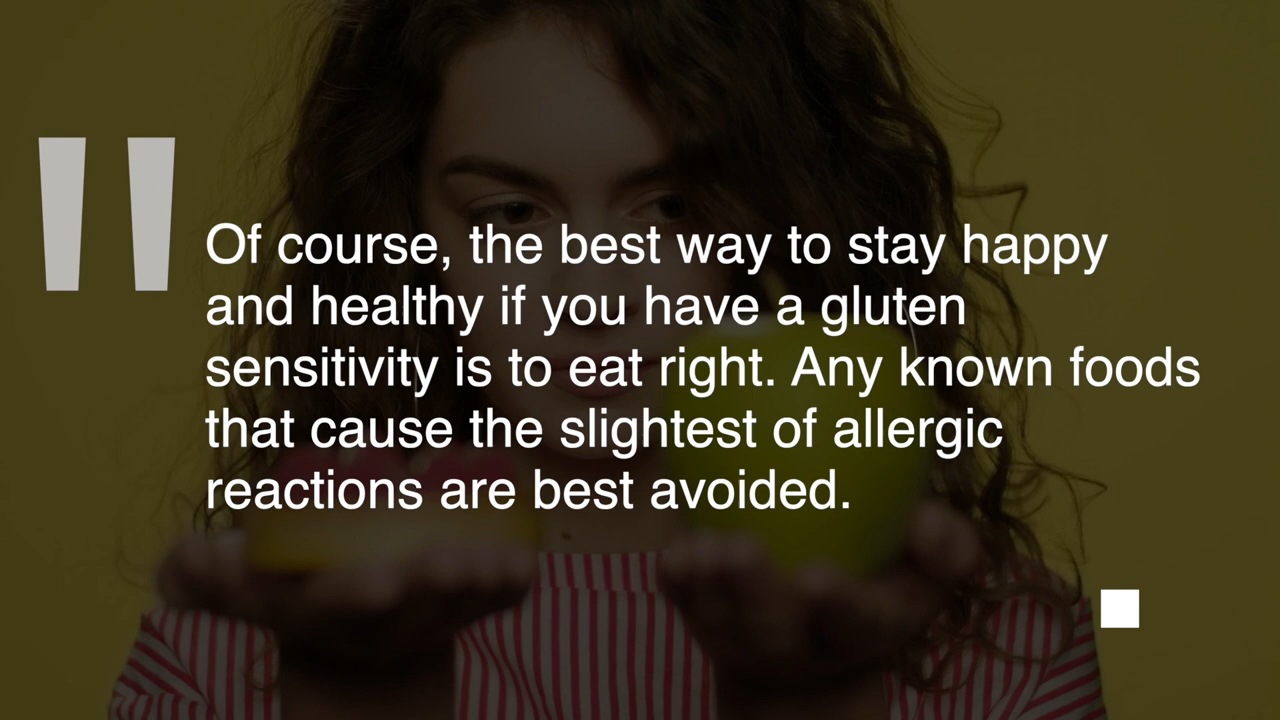 "
Of course, the best way to stay happy
and healthy if you have a gluten
sensitivity is to eat right. Any known foods
that cause the slightest of allergic
reactions are best avoided.